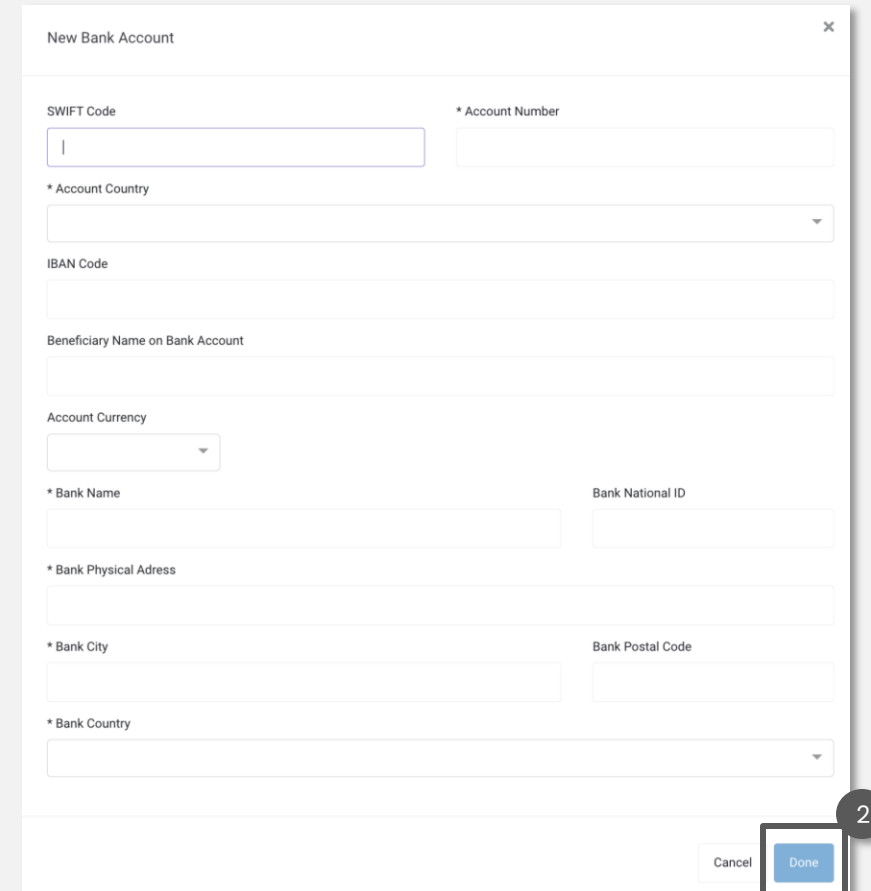 New Bank Account ×
SWIFT Code * Account Number
* Account Country
IBAN Code
Beneficiary Name on Bank Account
Account Currency
* Bank Name Bank National ID
* Bank Physical Adress
* Bank City Bank Postal Code
* Bank Country
2
Cancel Done